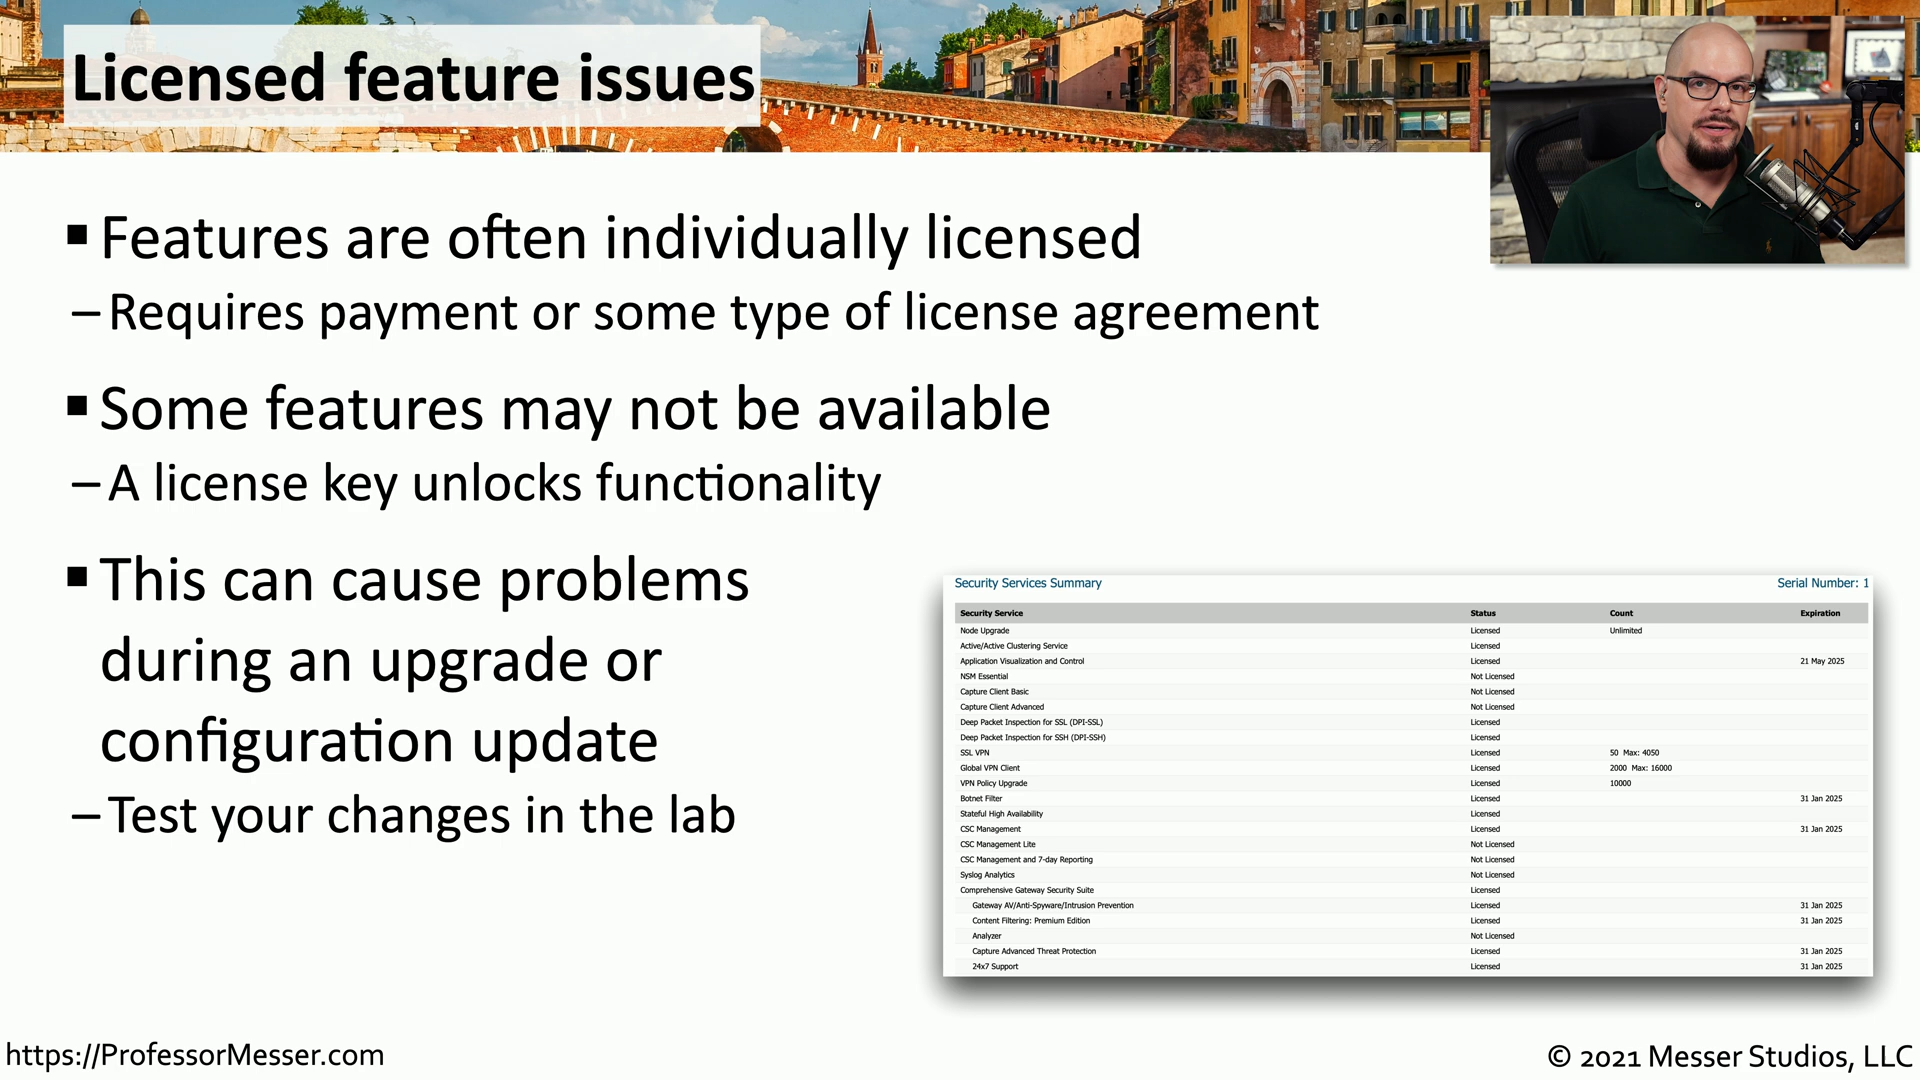 Licensed feature issues
▪ Features are often individually licensed
– Requires payment or some type of license agreement
▪ Some features may not be available
– A license key unlocks functionality
▪ This can cause problems
during an upgrade or
configuration update
– Test your changes in the lab
Security Services Summary Serial Number: 1
Security Service Status Count Expiration
Node Upgrade Licensed Unlimited
Active/Active Clustering Service Licensed
Application Visualization and Control Licensed 21 May 2025
NSM Essential Not Licensed
Capture Client Basic Not Licensed
Capture Client Advanced Not Licensed
Deep Packet Inspection for SSL (DPI-SSL) Licensed
Deep Packet Inspection for SSH (DPI-SSH) Licensed
SSL VPN Licensed 50 Max: 4050
Global VPN Client Licensed 2000 Max: 16000
VPN Policy Upgrade Licensed 10000
Botnet Filter Licensed 31 Jan 2025
Stateful High Availability Licensed
CSC Management Licensed 31 Jan 2025
CSC Management Lite Not Licensed
CSC Management and 7-day Reporting Not Licensed
Syslog Analytics Not Licensed
Comprehensive Gateway Security Suite Licensed
Gateway AV/Anti-Spyware/Intrusion Prevention Licensed 31 Jan 2025
Content Filtering: Premium Edition Licensed 31 Jan 2025
Analyzer Not Licensed
Capture Advanced Threat Protection Licensed 31 Jan 2025
24x7 Support Licensed 31 Jan 2025
https://ProfessorMesser.com
© 2021 Messer Studios, LLC